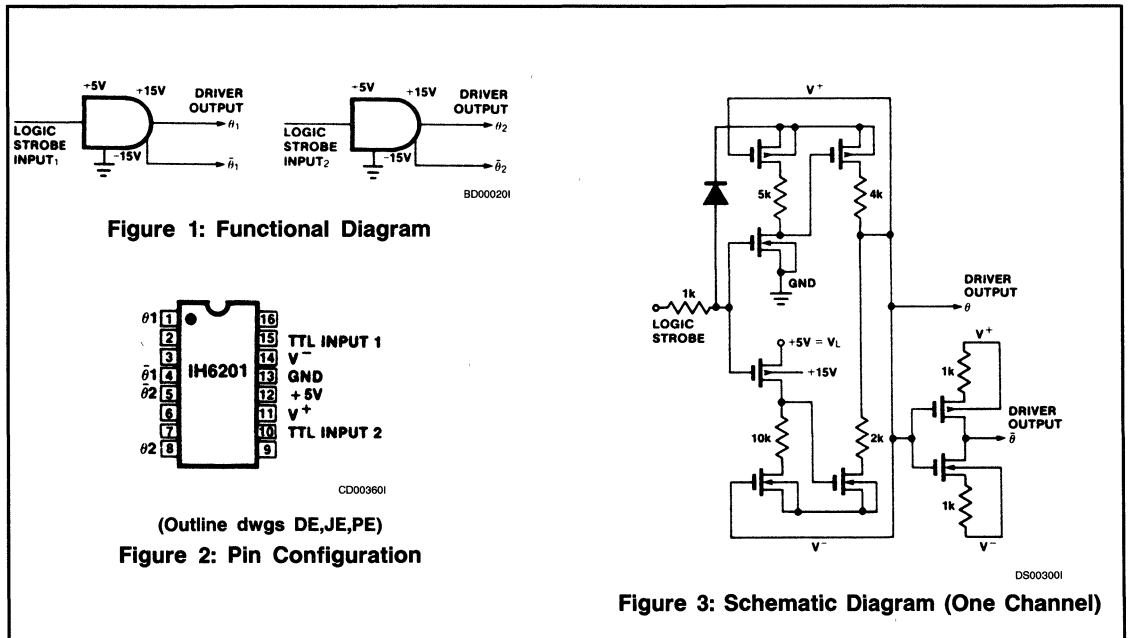 +5V
+15V
DRIVER
OUTPUT
θ1
LOGIC
STROBE
INPUT1
-15V
θ̄1
+5V
+15V
DRIVER
OUTPUT
θ2
LOGIC
STROBE
INPUT2
-15V
θ̄2
BD00020I
Figure 1: Functional Diagram
θ1 1 16
2 15 TTL INPUT 1
3 14 V−
θ̄1 4 IH6201 13 GND
θ̄2 5 12 +5V
6 11 V+
7 10 TTL INPUT 2
θ2 8 9
CD00360I
(Outline dwgs DE,JE,PE)
Figure 2: Pin Configuration
V+
5k
4k
GND
1k
LOGIC
STROBE
DRIVER
OUTPUT
θ
+5V = VL
+15V
V+
1k
DRIVER
OUTPUT
θ̄
10k
2k
1k
V−
V−
DS00300I
Figure 3: Schematic Diagram (One Channel)